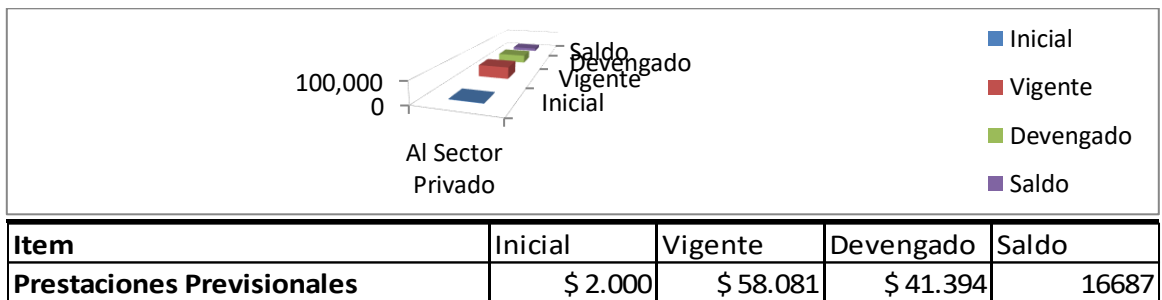 100,000
0
Saldo
Devengado
Vigente
Inicial
Al Sector
Privado
Inicial
Vigente
Devengado
Saldo
Item Inicial Vigente Devengado Saldo
Prestaciones Previsionales $ 2.000 $ 58.081 $ 41.394 16687